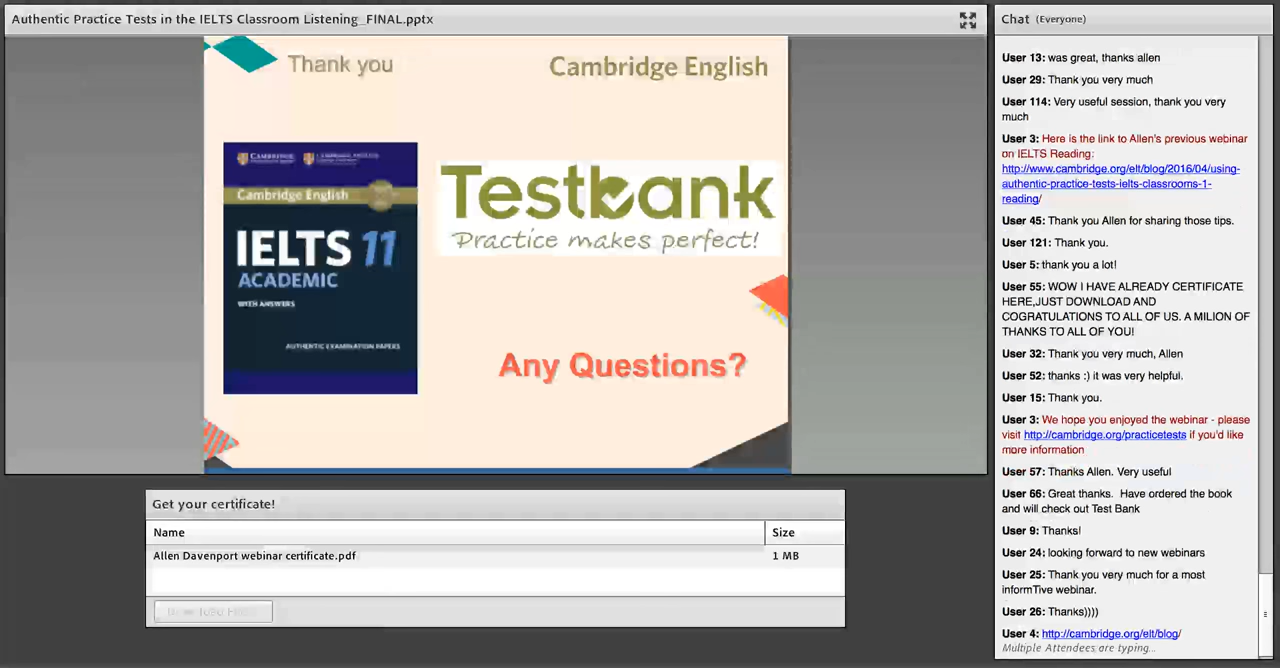 Authentic Practice Tests in the IELTS Classroom Listening_FINAL.pptx
Thank you
Cambridge English
CAMBRIDGE
Cambridge English
IELTS 11
ACADEMIC
WITH ANSWERS
AUTHENTIC EXAMINATION PAPERS
Testbank
Practice makes perfect!
Any Questions?
Get your certificate!
Name Size
Allen Davenport webinar certificate.pdf 1 MB
Chat (Everyone)
User 13: was great, thanks allen
User 29: Thank you very much
User 114: Very useful session, thank you very
much
User 3: Here is the link to Allen's previous webinar
on IELTS Reading:
http://www.cambridge.org/elt/blog/2016/04/using-
authentic-practice-tests-ielts-classrooms-1-
reading/
User 45: Thank you Allen for sharing those tips.
User 121: Thank you.
User 5: thank you a lot!
User 55: WOW I HAVE ALREADY CERTIFICATE
HERE,JUST DOWNLOAD AND
COGRATULATIONS TO ALL OF US. A MILION OF
THANKS TO ALL OF YOU!
User 32: Thank you very much, Allen
User 52: thanks :) it was very helpful.
User 15: Thank you.
User 3: We hope you enjoyed the webinar - please
visit http://cambridge.org/practicetests if you'd like
more information
User 57: Thanks Allen. Very useful
User 66: Great thanks. Have ordered the book
and will check out Test Bank
User 9: Thanks!
User 24: looking forward to new webinars
User 25: Thank you very much for a most
informTive webinar.
User 26: Thanks))))
User 4: http://cambridge.org/elt/blog/
Multiple Attendees are typing...